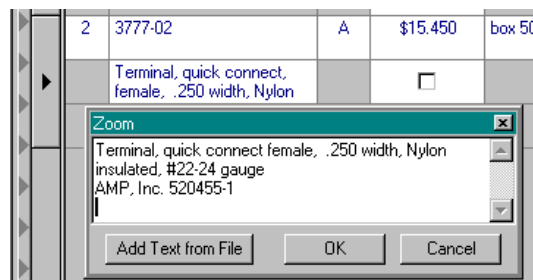 2 3777-02 A $15.450 box 50
Terminal, quick connect,
female, .250 width, Nylon
Zoom
Terminal, quick connect female, .250 width, Nylon
insulated, #22-24 gauge
AMP, Inc. 520455-1
Add Text from File OK Cancel